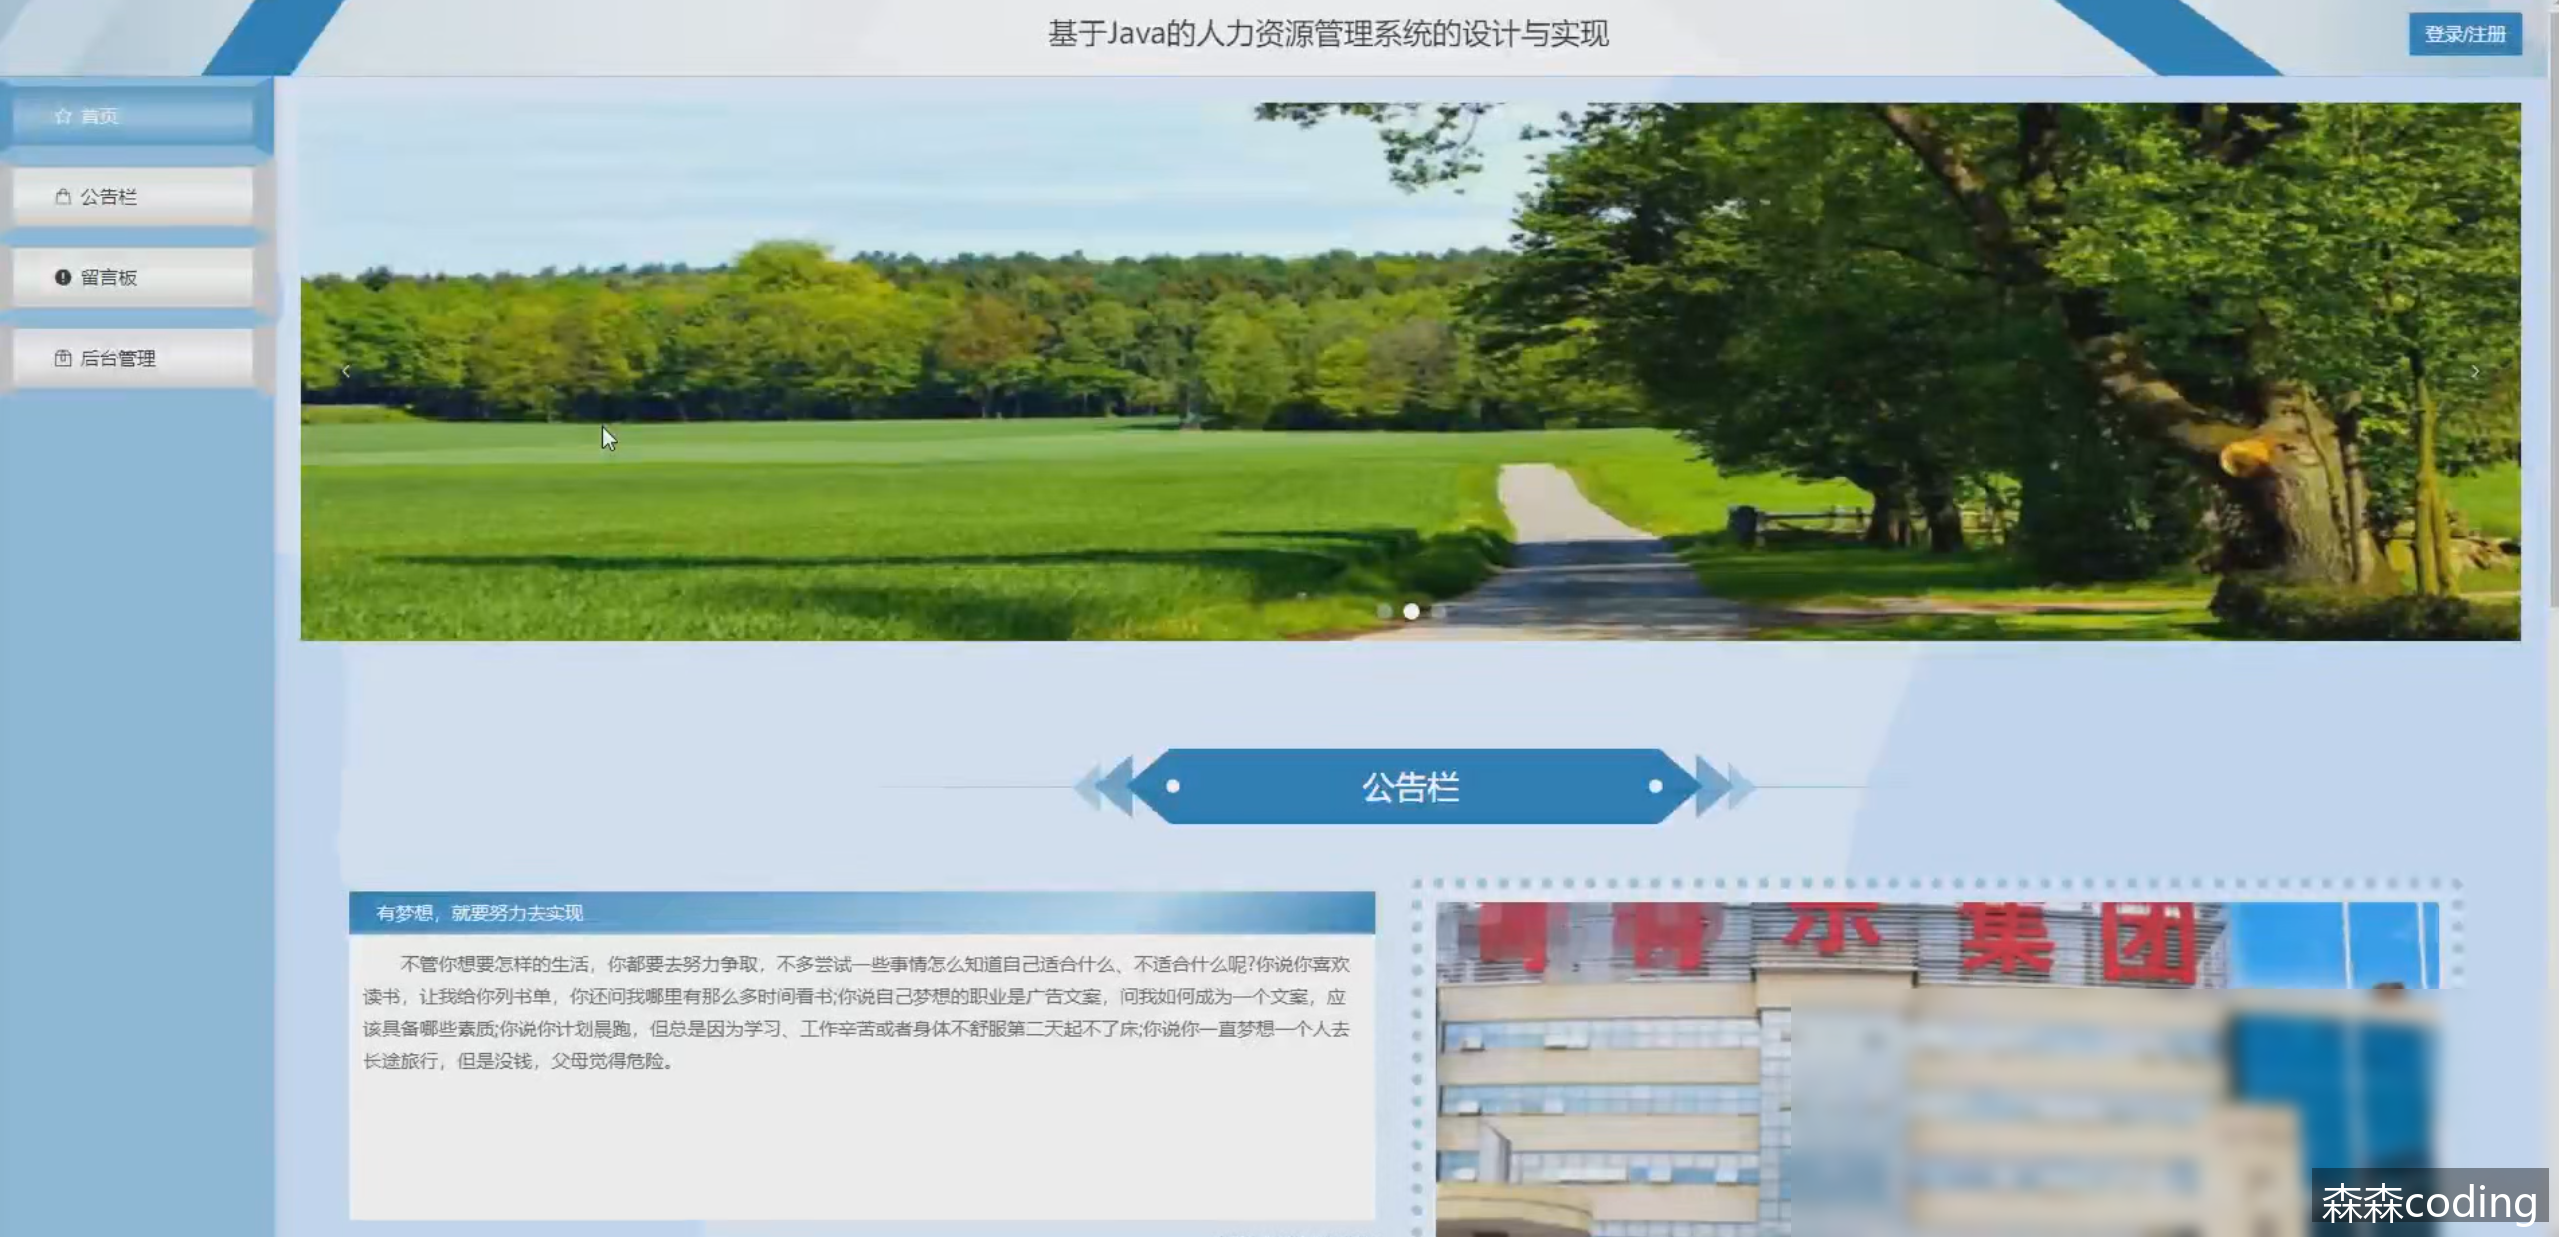 基于Java的人力资源管理系统的设计与实现
登录/注册
首页
公告栏
留言板
后台管理
公告栏
有梦想，就要努力去实现
不管你想要怎样的生活，你都要去努力争取，不多尝试一些事情怎么知道自己适合什么、不适合什么呢?你说你喜欢
读书，让我给你列书单，你还问我哪里有那么多时间看书;你说自己梦想的职业是广告文案，问我如何成为一个文案，应
该具备哪些素质;你说你计划晨跑，但总是因为学习、工作辛苦或者身体不舒服第二天起不了床;你说你一直梦想一个人去
长途旅行，但是没钱，父母觉得危险。
集团
森森coding